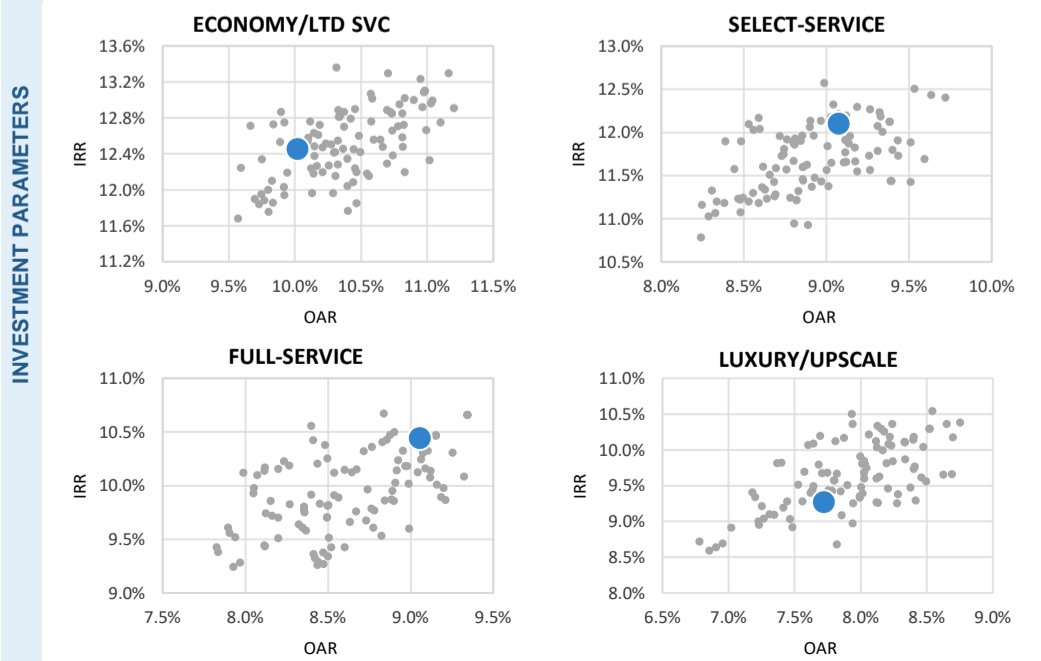 INVESTMENT PARAMETERS
ECONOMY/LTD SVC
13.6%
13.2%
12.8%
12.4%
12.0%
11.6%
11.2%
IRR
9.0% 9.5% 10.0% 10.5% 11.0% 11.5%
OAR
SELECT-SERVICE
13.0%
12.5%
12.0%
11.5%
11.0%
10.5%
IRR
8.0% 8.5% 9.0% 9.5% 10.0%
OAR
FULL-SERVICE
11.0%
10.5%
10.0%
9.5%
9.0%
IRR
7.5% 8.0% 8.5% 9.0% 9.5%
OAR
LUXURY/UPSCALE
11.0%
10.5%
10.0%
9.5%
9.0%
8.5%
8.0%
IRR
6.5% 7.0% 7.5% 8.0% 8.5% 9.0%
OAR